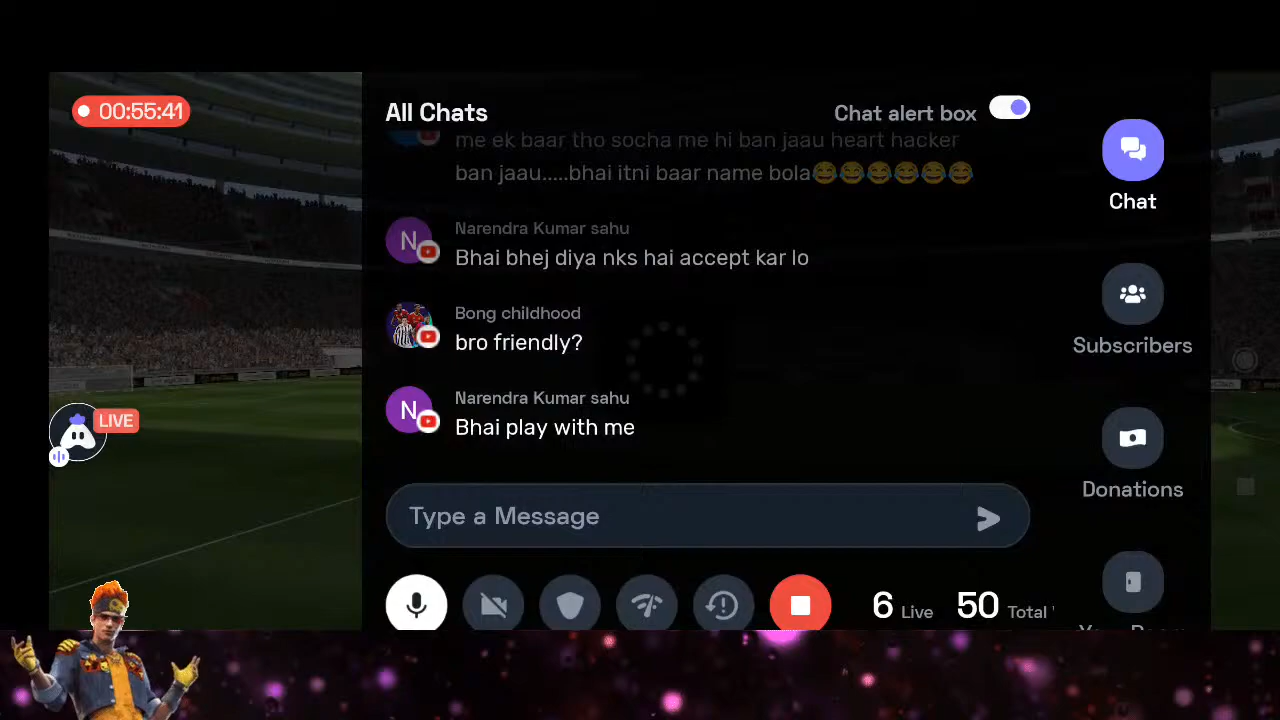 00:55:41
All Chats
Chat alert box
me ek baar tho socha me hi ban jaau heart hacker
ban jaau.....bhai itni baar name bola😂😂😂😂😂😂
Chat
N
Narendra Kumar sahu
Bhai bhej diya nks hai accept kar lo
Bong childhood
bro friendly?
Subscribers
N
Narendra Kumar sahu
Bhai play with me
LIVE
Donations
Type a Message
6 Live 50 Total